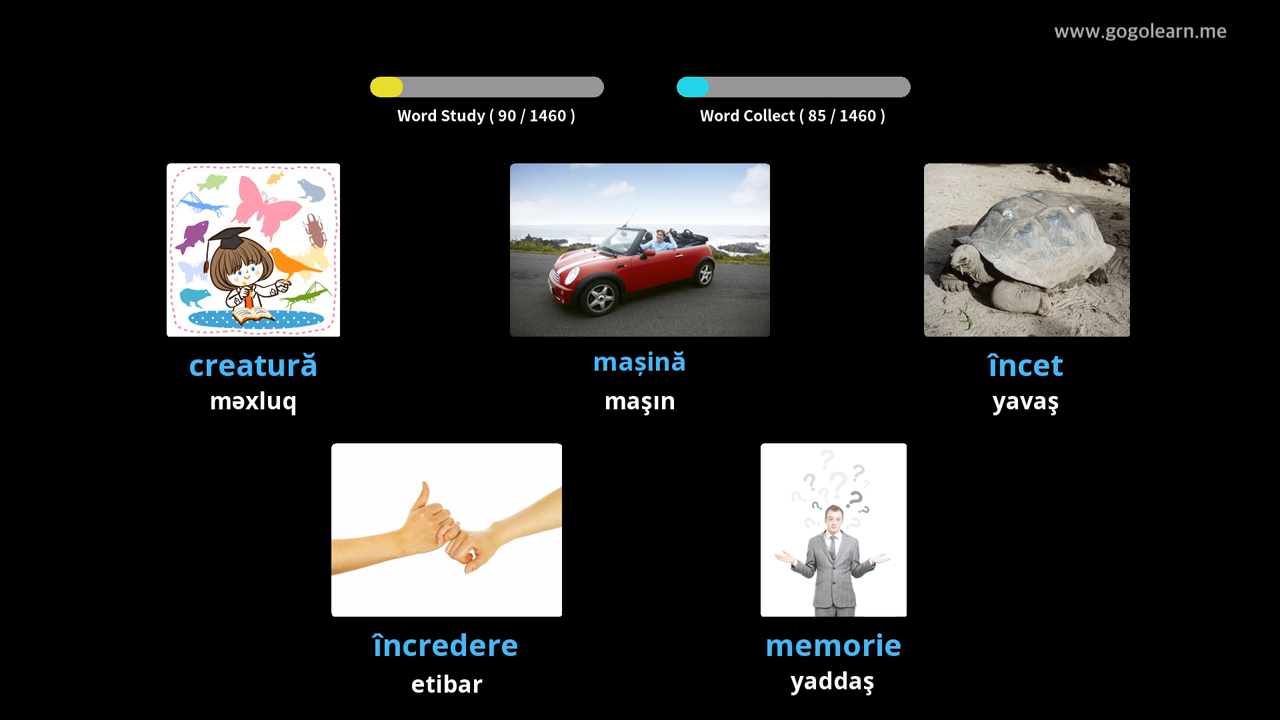 www.gogolearn.me
Word Study ( 90 / 1460 )
Word Collect ( 85 / 1460 )
creatură
məxluq
mașină
maşın
încet
yavaş
încredere
etibar
memorie
yaddaş